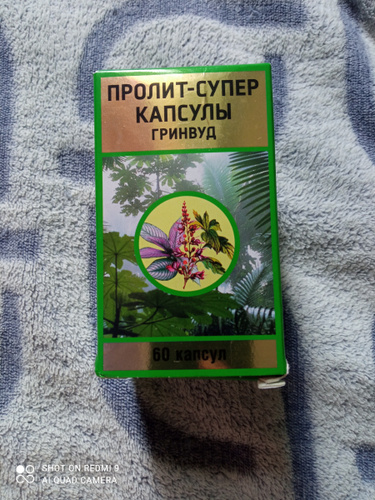 ПРОЛИТ-СУПЕР
КАПСУЛЫ
ГРИНВУД
60 капсул
SHOT ON REDMI 9
AI QUAD CAMERA